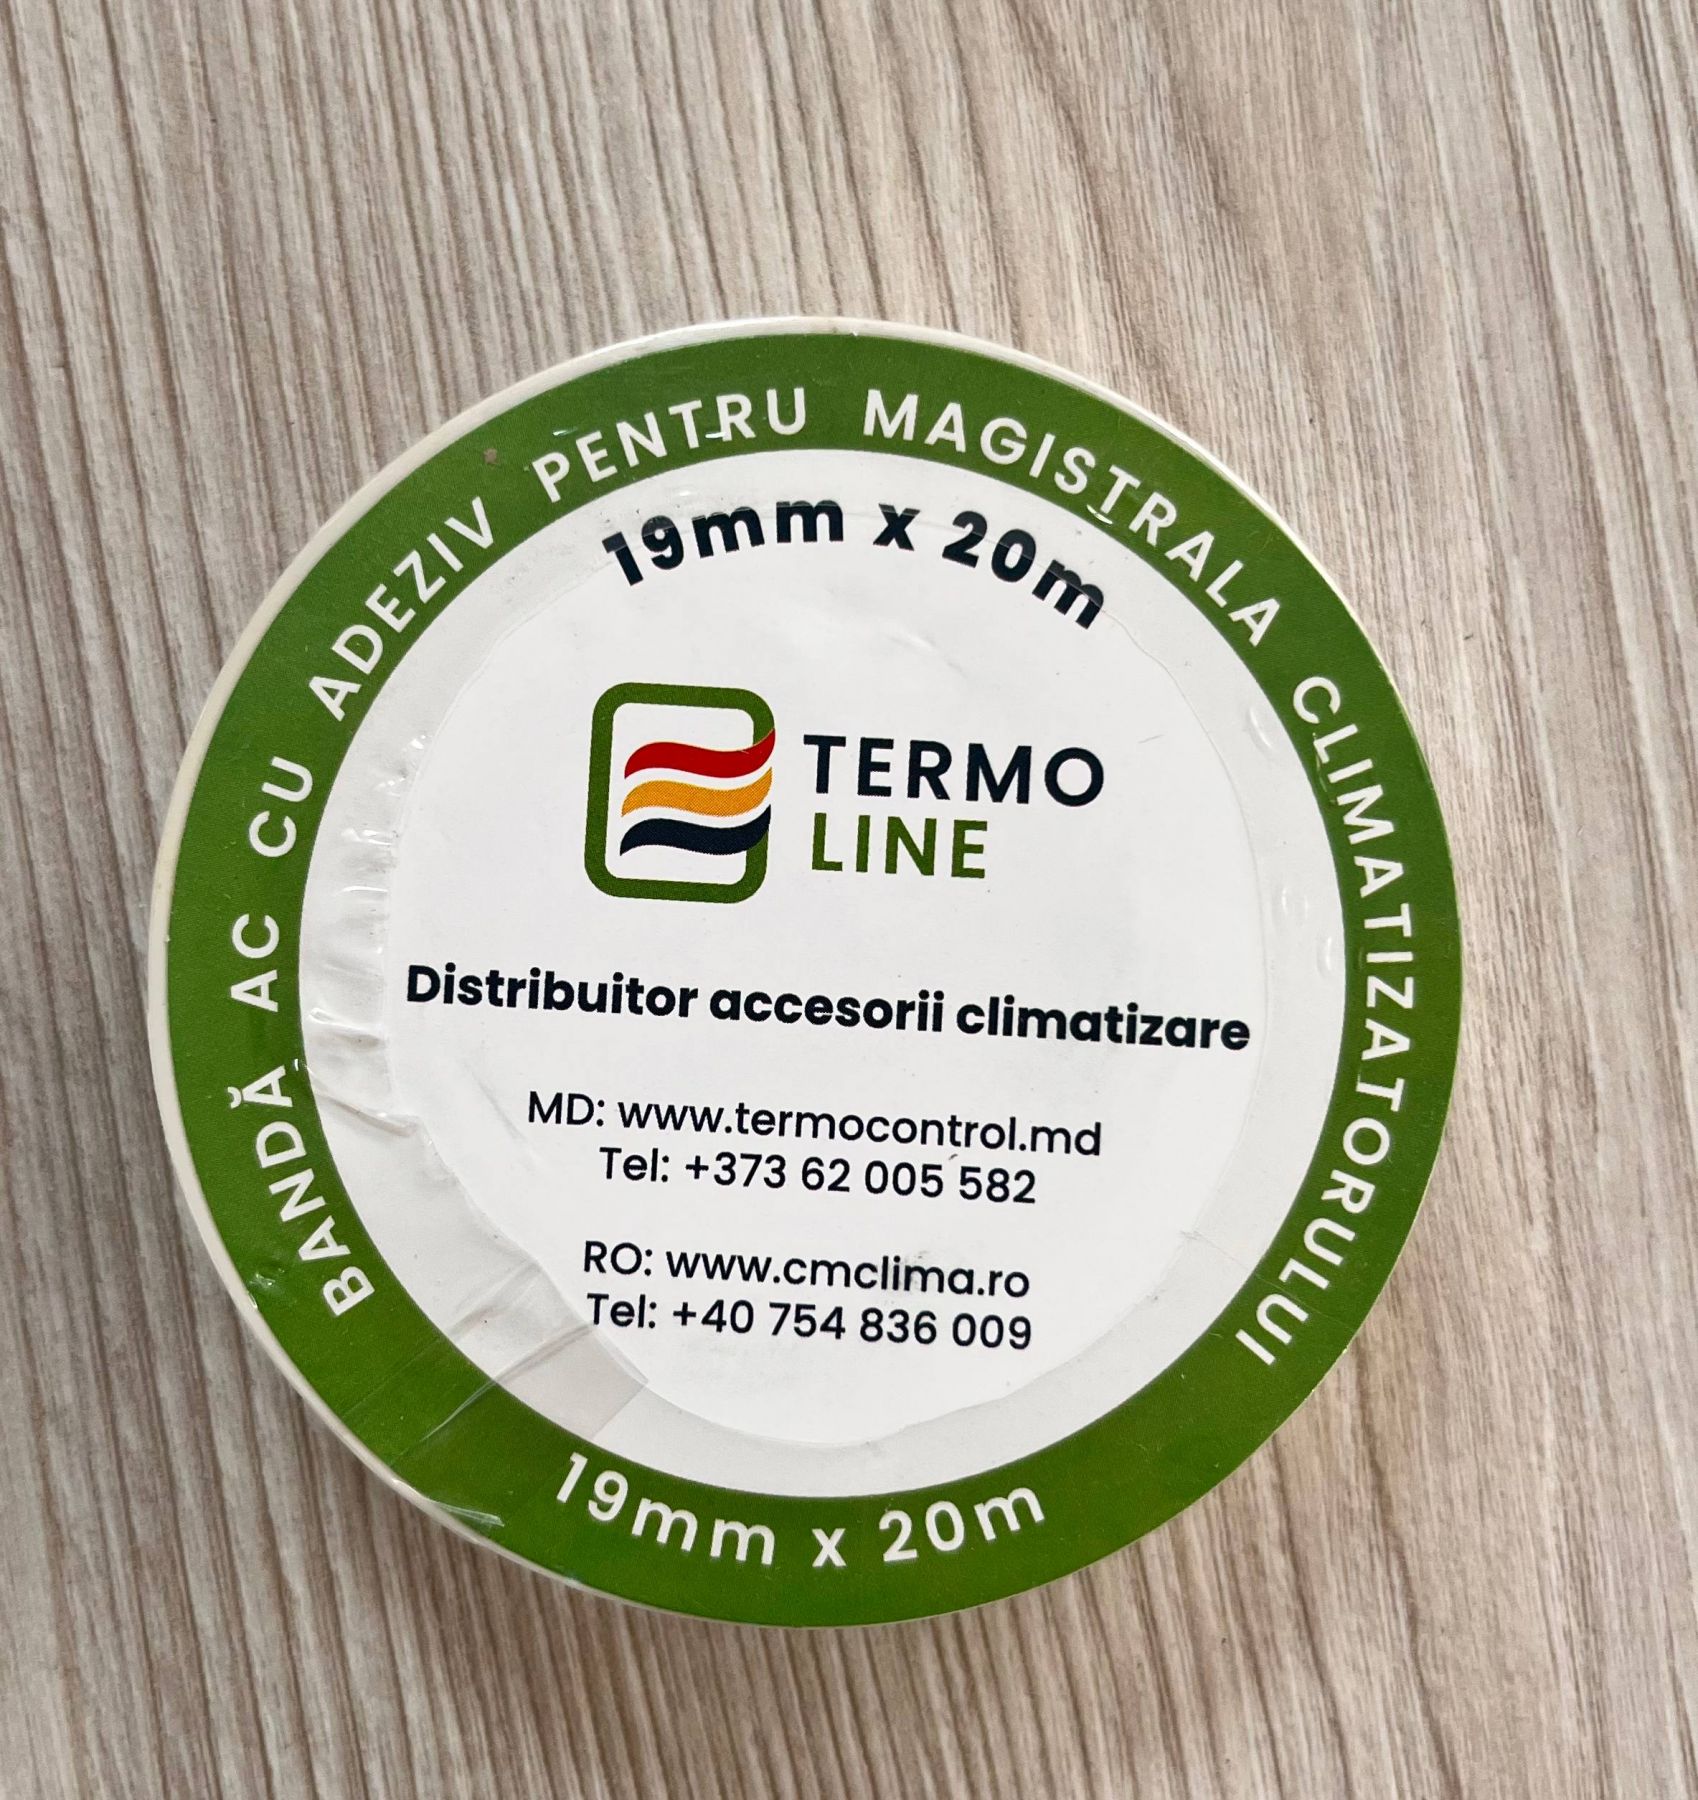 BANDĂ AC CU ADEZIV PENTRU MAGISTRALA CLIMATIZATORULUI
19mm x 20m
TERMO
LINE
Distribuitor accesorii climatizare
MD: www.termocontrol.md
Tel: +373 62 005 582
RO: www.cmclima.ro
Tel: +40 754 836 009
19mm x 20m